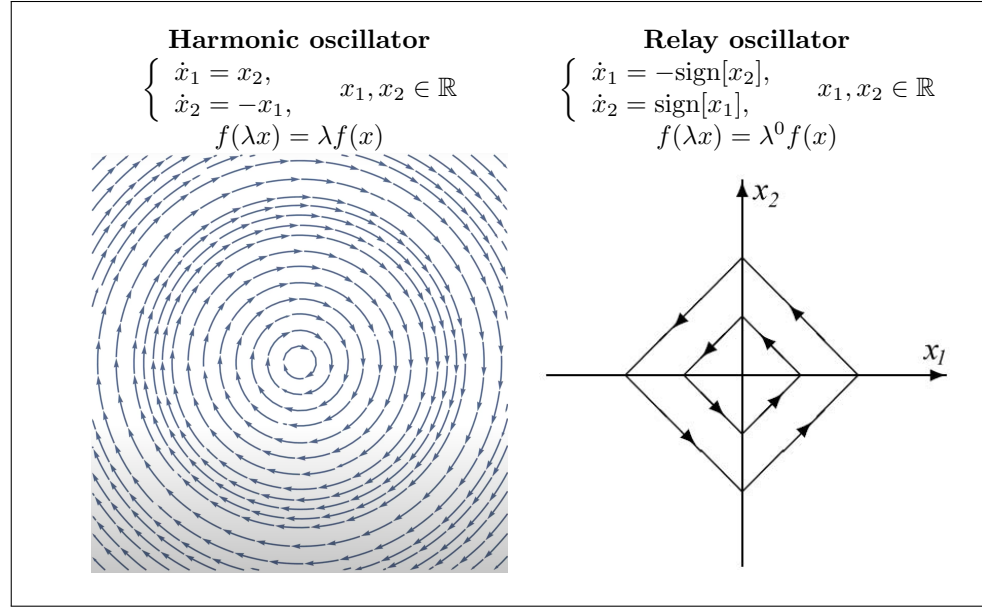 Harmonic oscillator
{ ẋ₁ = x₂,
ẋ₂ = −x₁, x₁, x₂ ∈ ℝ
f(λx) = λf(x)
Relay oscillator
{ ẋ₁ = −sign[x₂],
ẋ₂ = sign[x₁], x₁, x₂ ∈ ℝ
f(λx) = λ⁰f(x)
x₂
x₁